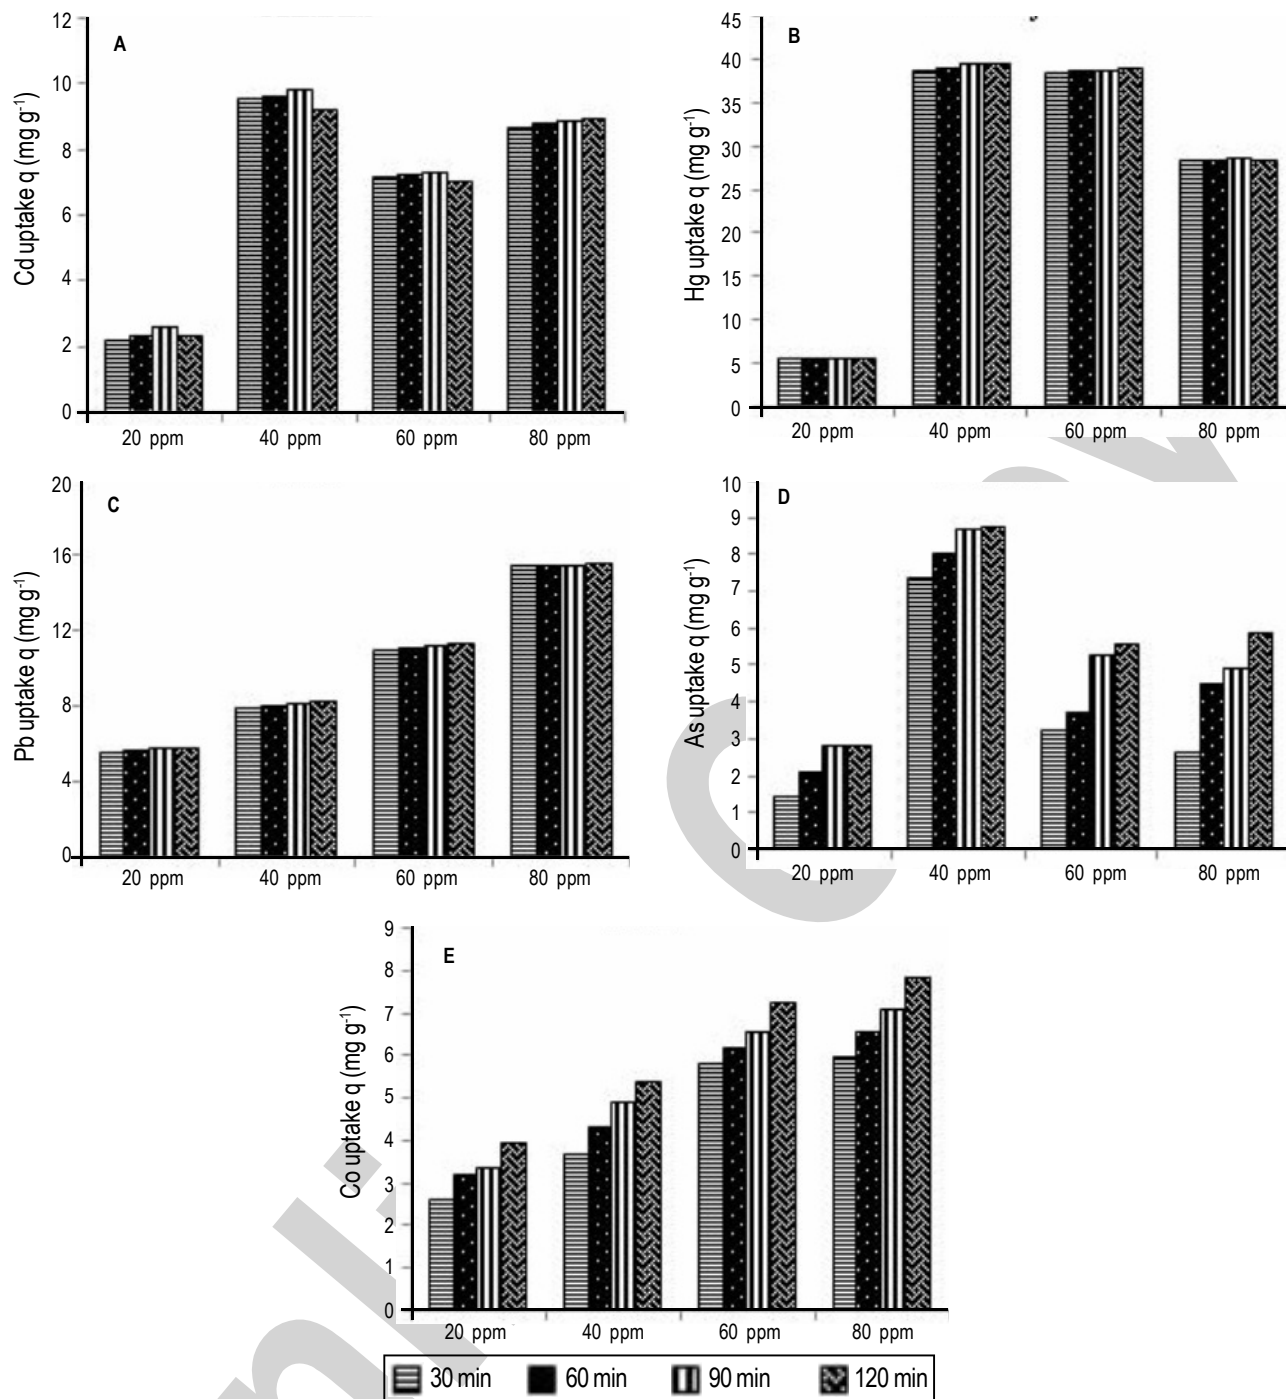 A
Cd uptake q (mg g-1)
12
10
8
6
4
2
0
20 ppm 40 ppm 60 ppm 80 ppm
B
Hg uptake q (mg g-1)
45
40
35
30
25
20
15
10
5
0
20 ppm 40 ppm 60 ppm 80 ppm
C
Pb uptake q (mg g-1)
20
16
12
8
4
0
20 ppm 40 ppm 60 ppm 80 ppm
D
As uptake q (mg g-1)
10
9
8
7
6
5
4
3
2
1
0
20 ppm 40 ppm 60 ppm 80 ppm
E
Co uptake q (mg g-1)
9
8
7
6
5
4
3
2
1
0
20 ppm 40 ppm 60 ppm 80 ppm
30 min 60 min 90 min 120 min